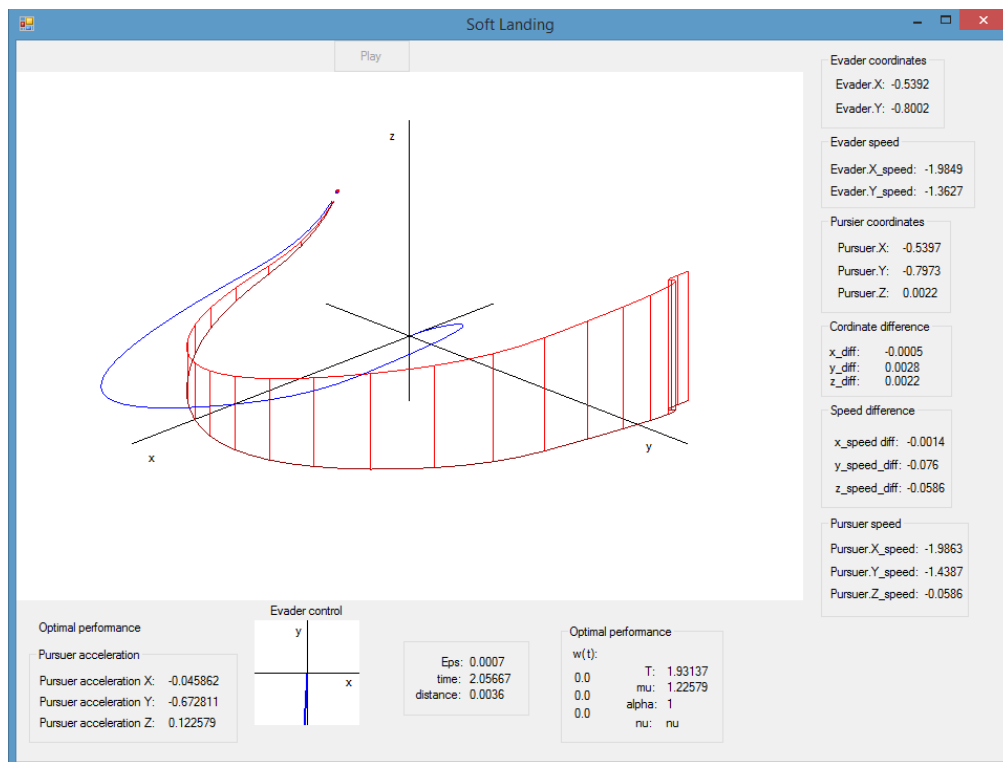 Soft Landing
Play
z
x
y
Evader coordinates
Evader.X: -0.5392
Evader.Y: -0.8002
Evader speed
Evader.X_speed: -1.9849
Evader.Y_speed: -1.3627
Pursier coordinates
Pursuer.X: -0.5397
Pursuer.Y: -0.7973
Pursuer.Z: 0.0022
Cordinate difference
x_diff: -0.0005
y_diff: 0.0028
z_diff: 0.0022
Speed difference
x_speed diff: -0.0014
y_speed_diff: -0.076
z_speed_diff: -0.0586
Pursuer speed
Pursuer.X_speed: -1.9863
Pursuer.Y_speed: -1.4387
Pursuer.Z_speed: -0.0586
Optimal performance
Pursuer acceleration
Pursuer acceleration X: -0.045862
Pursuer acceleration Y: -0.672811
Pursuer acceleration Z: 0.122579
Evader control
y
x
Eps: 0.0007
time: 2.05667
distance: 0.0036
Optimal performance
w(t):
0.0
0.0
0.0
T: 1.93137
mu: 1.22579
alpha: 1
nu: nu